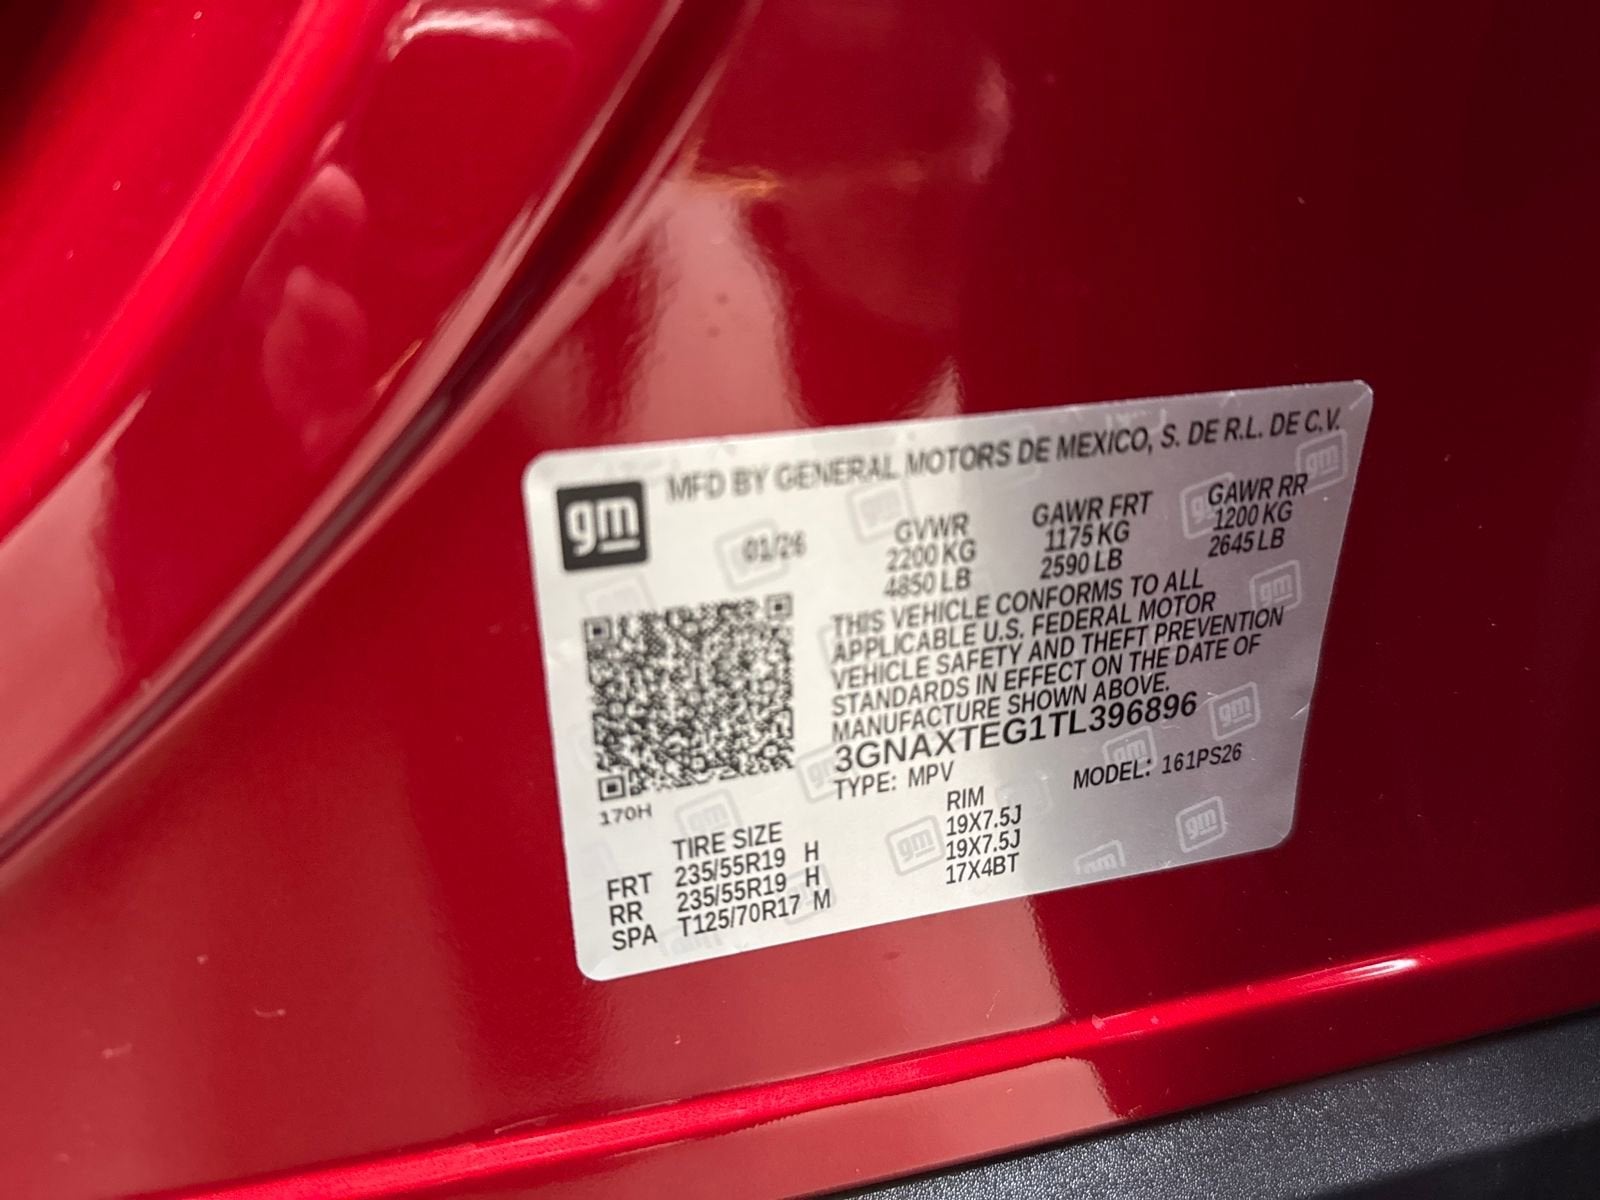 MFD BY GENERAL MOTORS DE MEXICO, S. DE R.L. DE C.V.
gm
01/26
GVWR GAWR FRT GAWR RR
2200 KG 1175 KG 1200 KG
4850 LB 2590 LB 2645 LB
THIS VEHICLE CONFORMS TO ALL
APPLICABLE U.S. FEDERAL MOTOR
VEHICLE SAFETY AND THEFT PREVENTION
STANDARDS IN EFFECT ON THE DATE OF
MANUFACTURE SHOWN ABOVE.
3GNAXTEG1TL396896
TYPE: MPV MODEL: 161PS26
170H
TIRE SIZE RIM
FRT 235/55R19 H 19X7.5J
RR 235/55R19 H 19X7.5J
SPA T125/70R17 M 17X4BT